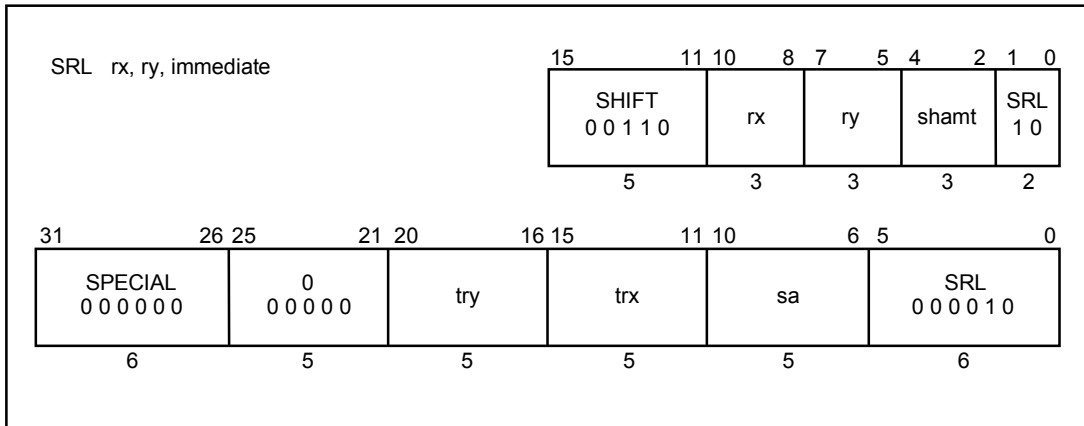 SRL rx, ry, immediate
15 11 10 8 7 5 4 2 1 0
SHIFT rx ry shamt SRL
0 0 1 1 0 1 0
5 3 3 3 2
31 26 25 21 20 16 15 11 10 6 5 0
SPECIAL 0 try trx sa SRL
0 0 0 0 0 0 0 0 0 0 0 0 0 0 0 1 0
6 5 5 5 5 6